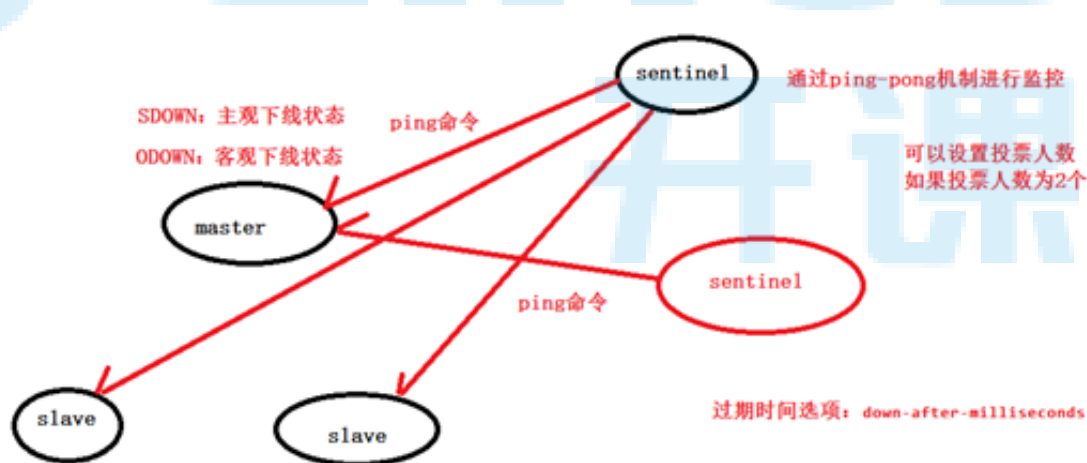 sentinel
通过ping-pong机制进行监控
SDOWN：主观下线状态
ping命令
ODOWN：客观下线状态
可以设置投票人数
如果投票人数为2个
master
sentinel
ping命令
slave
slave
过期时间选项：down-after-milliseconds
开课